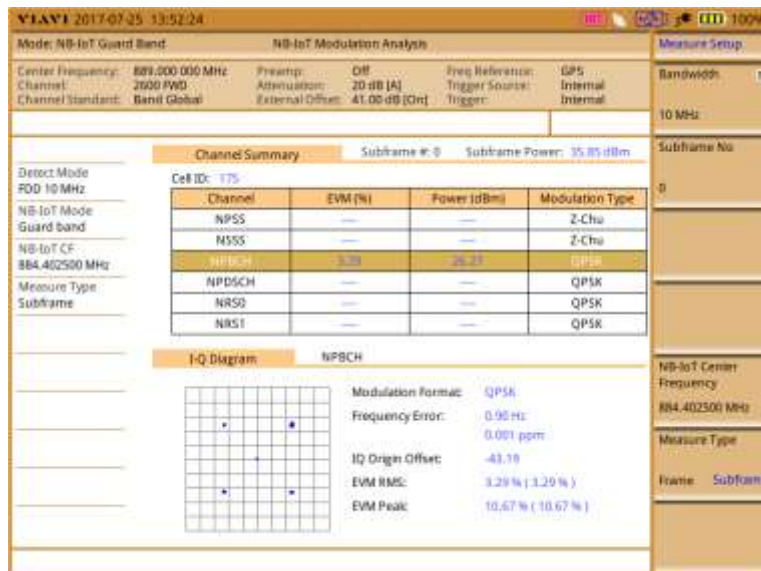 VIAVI 2017-07-25 13:52:24 100%
Mode: NB-IoT Guard Band NB-IoT Modulation Analysis Measure Setup
Center Frequency: 889.000 000 MHz Preamp: Off Freq Reference: GPS
Channel: 2600 FWD Attenuation: 20 dB [A] Trigger Source: Internal
Channel Standard: Band Global External Offset: 41.00 dB [On] Trigger: Internal
Bandwidth
10 MHz
Channel Summary Subframe #: 0 Subframe Power: 35.85 dBm
Subframe No
0
Detect Mode
FDD 10 MHz
NB-IoT Mode
Guard band
NB-IoT CF
884.402500 MHz
Measure Type
Subframe
Cell ID: 175
Channel EVM (%) Power (dBm) Modulation Type
NPSS --- --- Z-Chu
NSSS --- --- Z-Chu
NPBCH 26.27 QPSK
NPDSCH --- --- QPSK
NRS0 --- --- QPSK
NRS1 --- --- QPSK
I-Q Diagram NPBCH
Modulation Format: QPSK
Frequency Error: 0.90 Hz
0.001 ppm
IQ Origin Offset: -43.19
EVM RMS: 3.29 % ( 3.29 % )
EVM Peak: 10.67 % ( 10.67 % )
NB-IoT Center
Frequency
884.402500 MHz
Measure Type
Frame Subfram